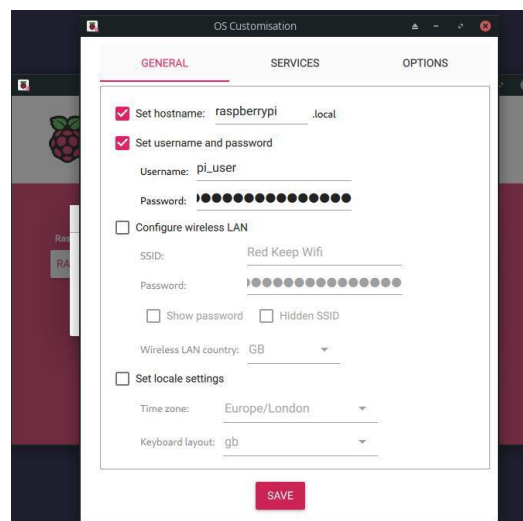 OS Customisation
GENERAL SERVICES OPTIONS
Set hostname: raspberrypi .local
Set username and password
Username: pi_user
Password: ●●●●●●●●●●●●●●
Configure wireless LAN
SSID: Red Keep Wifi
Password: ●●●●●●●●●●●●●●●
Show password Hidden SSID
Wireless LAN country: GB
Set locale settings
Time zone: Europe/London
Keyboard layout: gb
SAVE
Ras
RA